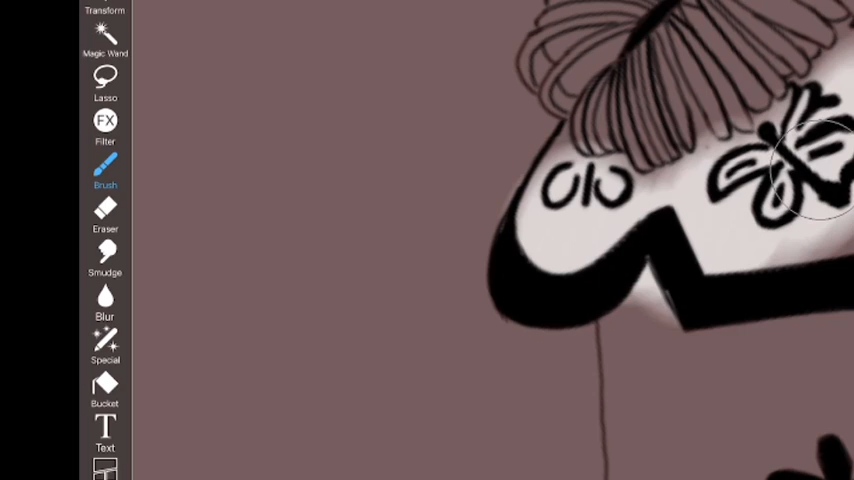 Transform
Magic Wand
Lasso
FX
Filter
Brush
Eraser
Smudge
Blur
Special
Bucket
T
Text